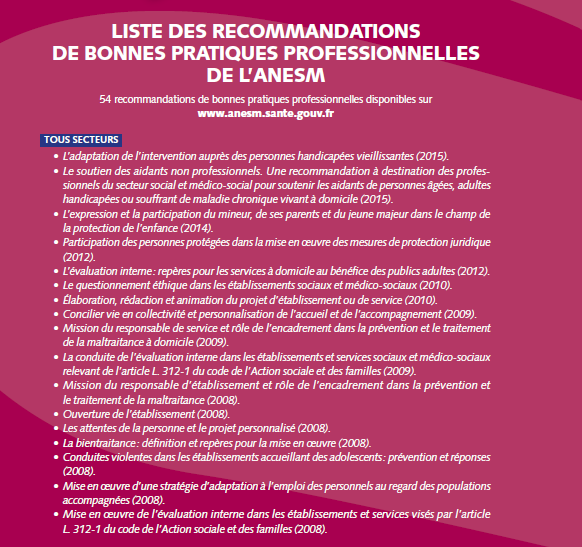 LISTE DES RECOMMANDATIONS
DE BONNES PRATIQUES PROFESSIONNELLES
DE L’ANESM
54 recommandations de bonnes pratiques professionnelles disponibles sur
www.anesm.sante.gouv.fr
TOUS SECTEURS
• L’adaptation de l’intervention auprès des personnes handicapées vieillissantes (2015).
• Le soutien des aidants non professionnels. Une recommandation à destination des profes-
sionnels du secteur social et médico-social pour soutenir les aidants de personnes âgées, adultes
handicapées ou souffrant de maladie chronique vivant à domicile (2015).
• L’expression et la participation du mineur, de ses parents et du jeune majeur dans le champ de
la protection de l’enfance (2014).
• Participation des personnes protégées dans la mise en œuvre des mesures de protection juridique
(2012).
• L’évaluation interne : repères pour les services à domicile au bénéfice des publics adultes (2012).
• Le questionnement éthique dans les établissements sociaux et médico-sociaux (2010).
• Élaboration, rédaction et animation du projet d’établissement ou de service (2010).
• Concilier vie en collectivité et personnalisation de l’accueil et de l’accompagnement (2009).
• Mission du responsable de service et rôle de l’encadrement dans la prévention et le traitement
de la maltraitance à domicile (2009).
• La conduite de l’évaluation interne dans les établissements et services sociaux et médico-sociaux
relevant de l’article L. 312-1 du code de l’Action sociale et des familles (2009).
• Mission du responsable d’établissement et rôle de l’encadrement dans la prévention et
le traitement de la maltraitance (2008).
• Ouverture de l’établissement (2008).
• Les attentes de la personne et le projet personnalisé (2008).
• La bientraitance : définition et repères pour la mise en œuvre (2008).
• Conduites violentes dans les établissements accueillant des adolescents : prévention et réponses
(2008).
• Mise en œuvre d’une stratégie d’adaptation à l’emploi des personnels au regard des populations
accompagnées (2008).
• Mise en œuvre de l’évaluation interne dans les établissements et services visés par l’article
L. 312-1 du code de l’Action sociale et des familles (2008).